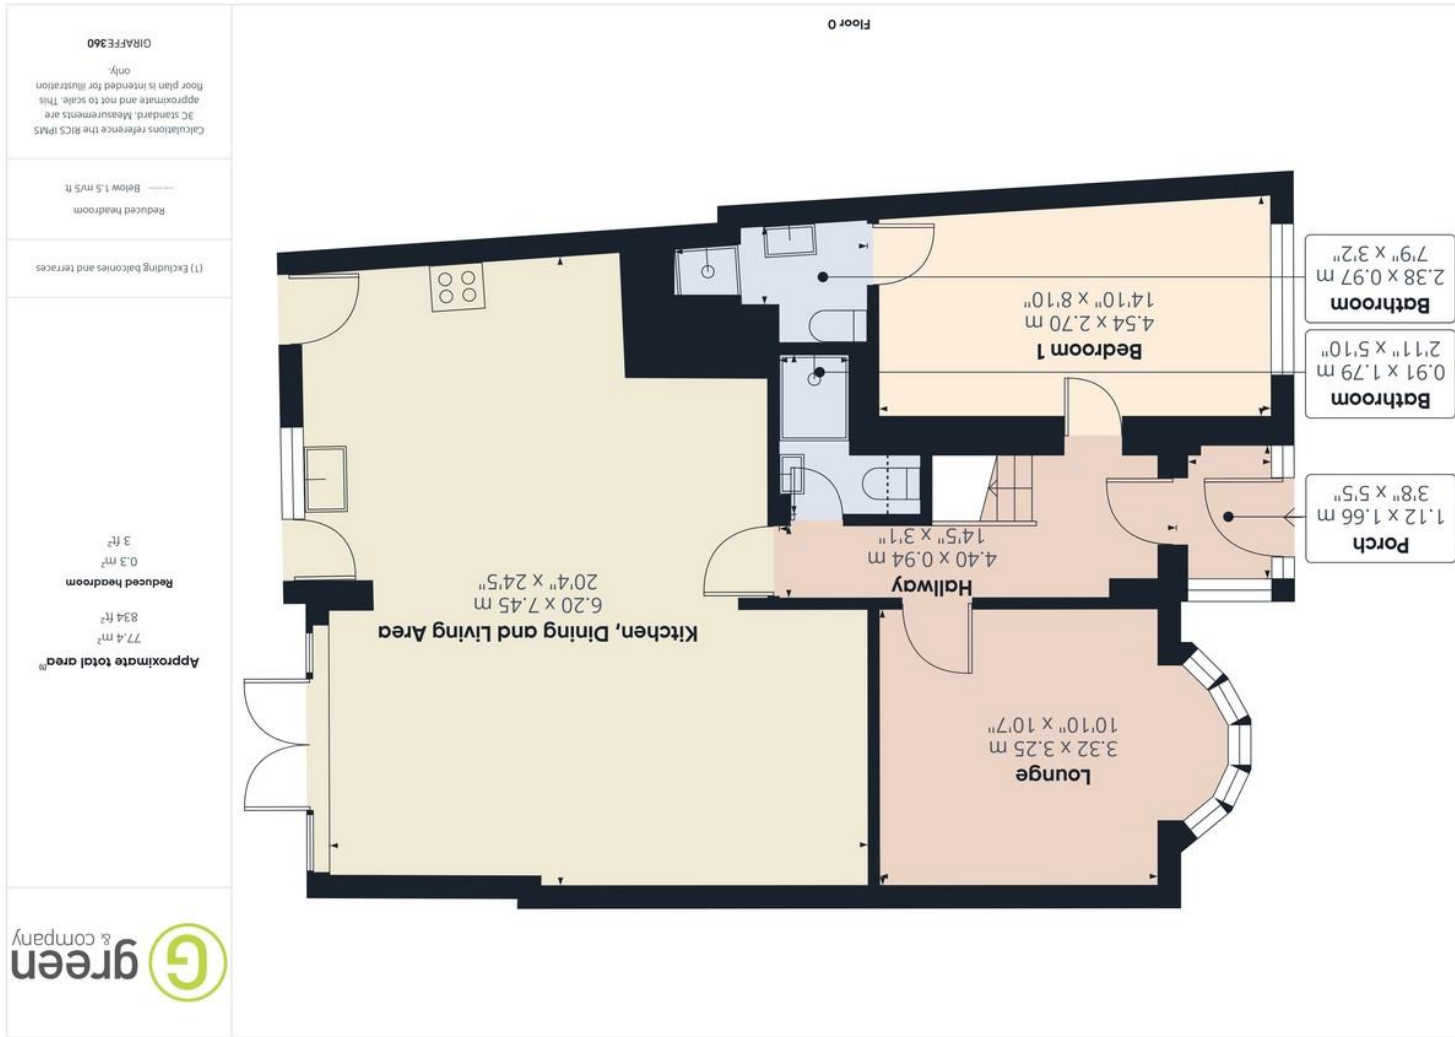 green
& company
Approximate total area(1)
77.4 m²
834 ft²
Reduced headroom
0.3 m²
3 ft²
(1) Excluding balconies and terraces
Reduced headroom
Below 1.5 m/5 ft
Calculations reference the RICS IPMS
3C standard. Measurements are
approximate and not to scale. This
floor plan is intended for illustration
only.
GIRAFFE360
Lounge
3.32 x 3.25 m
10'10" x 10'7"
Kitchen, Dining and Living Area
6.20 x 7.45 m
20'4" x 24'5"
Hallway
4.40 x 0.94 m
14'5" x 3'1"
Porch
1.12 x 1.66 m
3'8" x 5'5"
Bathroom
0.91 x 1.79 m
2'11" x 5'10"
Bedroom 1
4.54 x 2.70 m
14'10" x 8'10"
Bathroom
2.38 x 0.97 m
7'9" x 3'2"
Floor 0